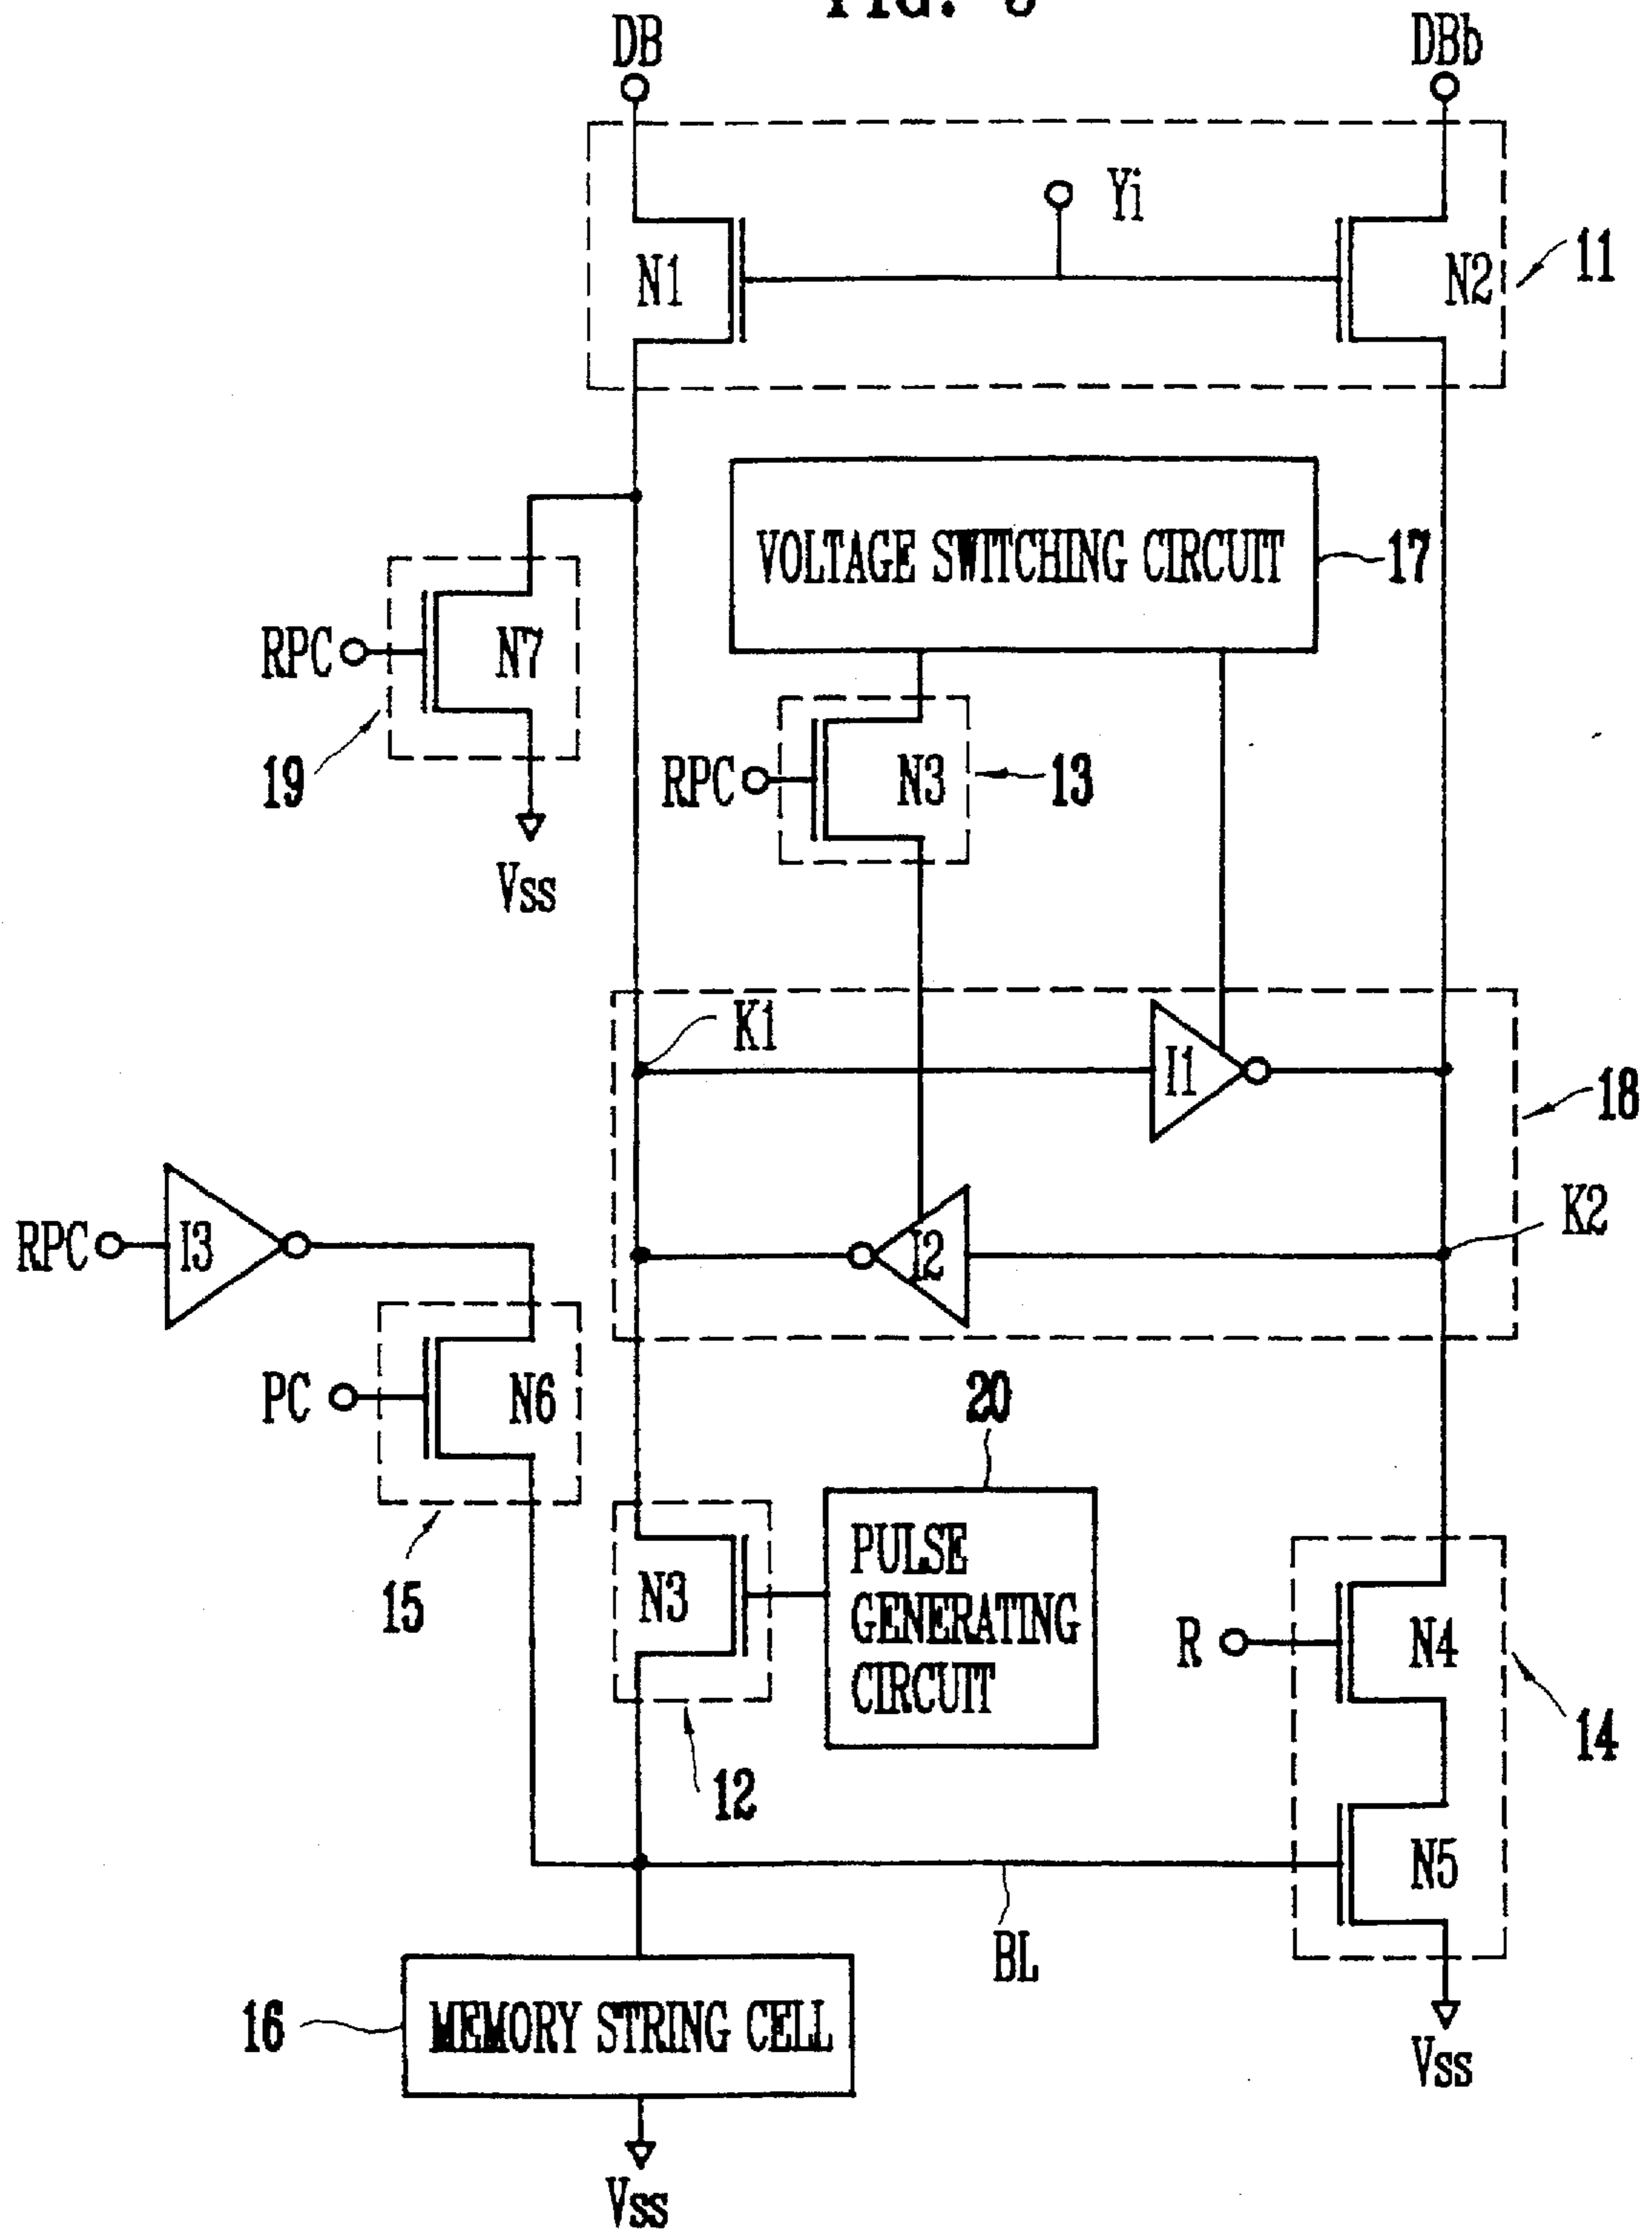 DB
DBb
Yi
N1
N2
11
VOLTAGE SWITCHING CIRCUIT
17
RPC
N7
19
Vss
RPC
N3
13
K1
I1
18
RPC
I3
I2
K2
PC
N6
15
20
N3
PULSE
GENERATING
CIRCUIT
12
R
N4
14
N5
BL
16
MEMORY STRING CELL
Vss
Vss